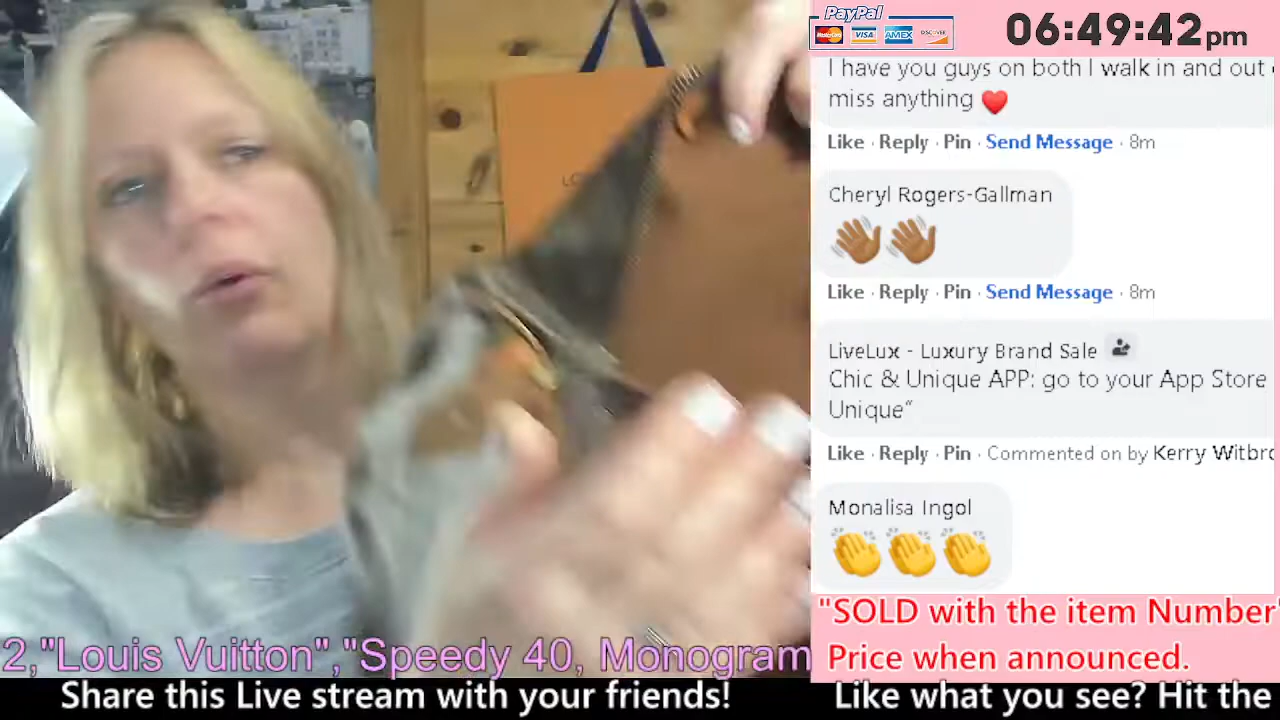 PayPal
MasterCard VISA AMEX DISCOVER
06:49:42pm
I have you guys on both I walk in and out
miss anything ❤️
Like · Reply · Pin · Send Message · 8m
Cheryl Rogers-Gallman
👋🏾👋🏾
Like · Reply · Pin · Send Message · 8m
LiveLux - Luxury Brand Sale
Chic & Unique APP: go to your App Store
Unique"
Like · Reply · Pin · Commented on by Kerry Witbro
Monalisa Ingol
👏👏👏
"SOLD with the item Number"
Price when announced.
2,"Louis Vuitton","Speedy 40, Monogram
Share this Live stream with your friends!
Like what you see? Hit the